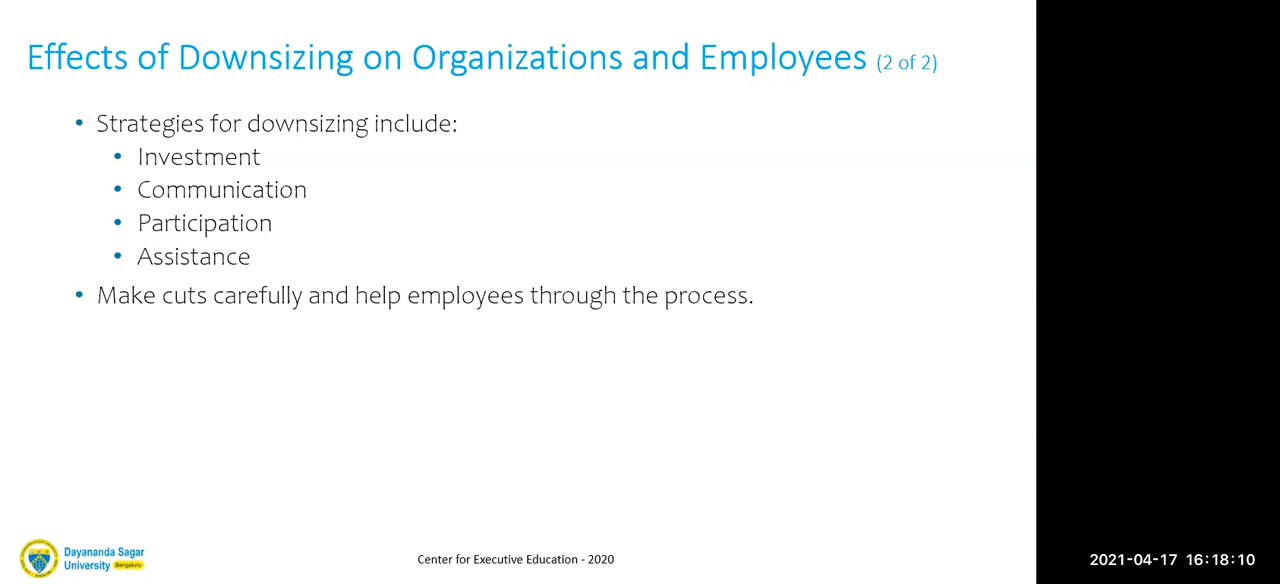 Effects of Downsizing on Organizations and Employees (2 of 2)
• Strategies for downsizing include:
• Investment
• Communication
• Participation
• Assistance
• Make cuts carefully and help employees through the process.
Dayananda Sagar
University Bengaluru
Center for Executive Education - 2020
2021-04-17 16:18:10